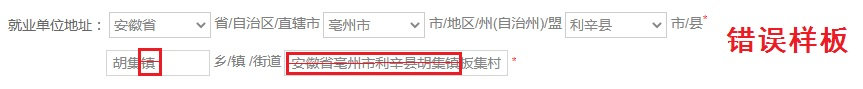 就业单位地址： 安徽省 省/自治区/直辖市 亳州市 市/地区/州(自治州)/盟 利辛县 市/县*
错误样板
胡集镇 乡/镇 /街道 安徽省亳州市利辛县胡集镇板集村 *